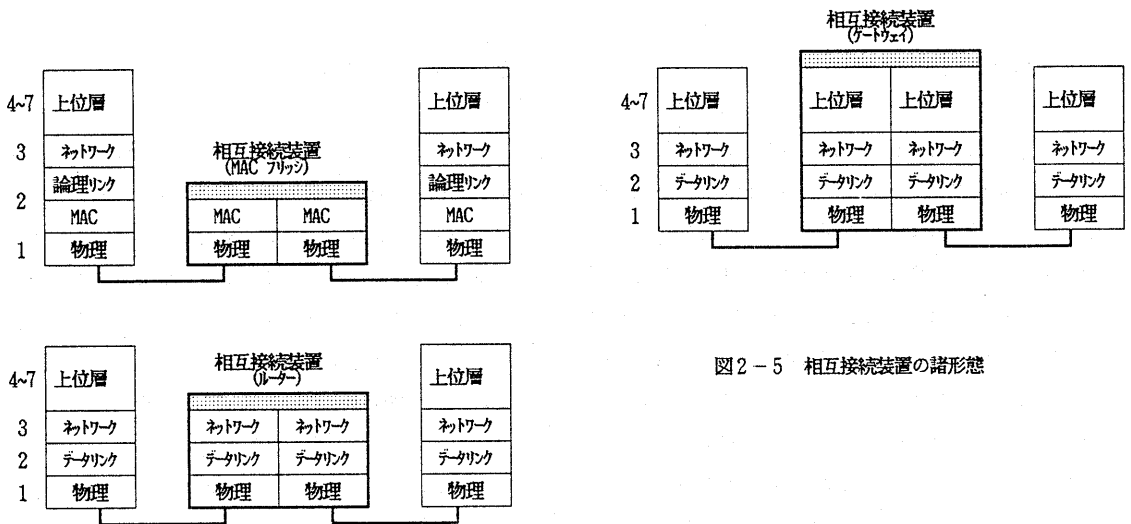 相互接続装置
(MAC フリッシ)
4~7 上位層 上位層
3 ネットワーク ネットワーク
2 論理リンク 論理リンク
MAC MAC MAC MAC
1 物理 物理 物理 物理
相互接続装置
(ゲートウェイ)
4~7 上位層 上位層 上位層 上位層
3 ネットワーク ネットワーク ネットワーク ネットワーク
2 データリンク データリンク データリンク データリンク
1 物理 物理 物理 物理
相互接続装置
(ルーター)
4~7 上位層 上位層
3 ネットワーク ネットワーク ネットワーク ネットワーク
2 データリンク データリンク データリンク データリンク
1 物理 物理 物理 物理
図2-5 相互接続装置の諸形態